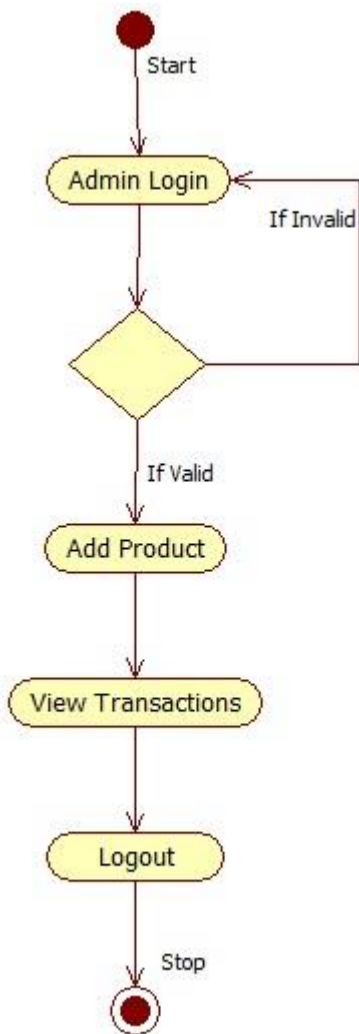 Start
Admin Login
If Invalid
If Valid
Add Product
View Transactions
Logout
Stop